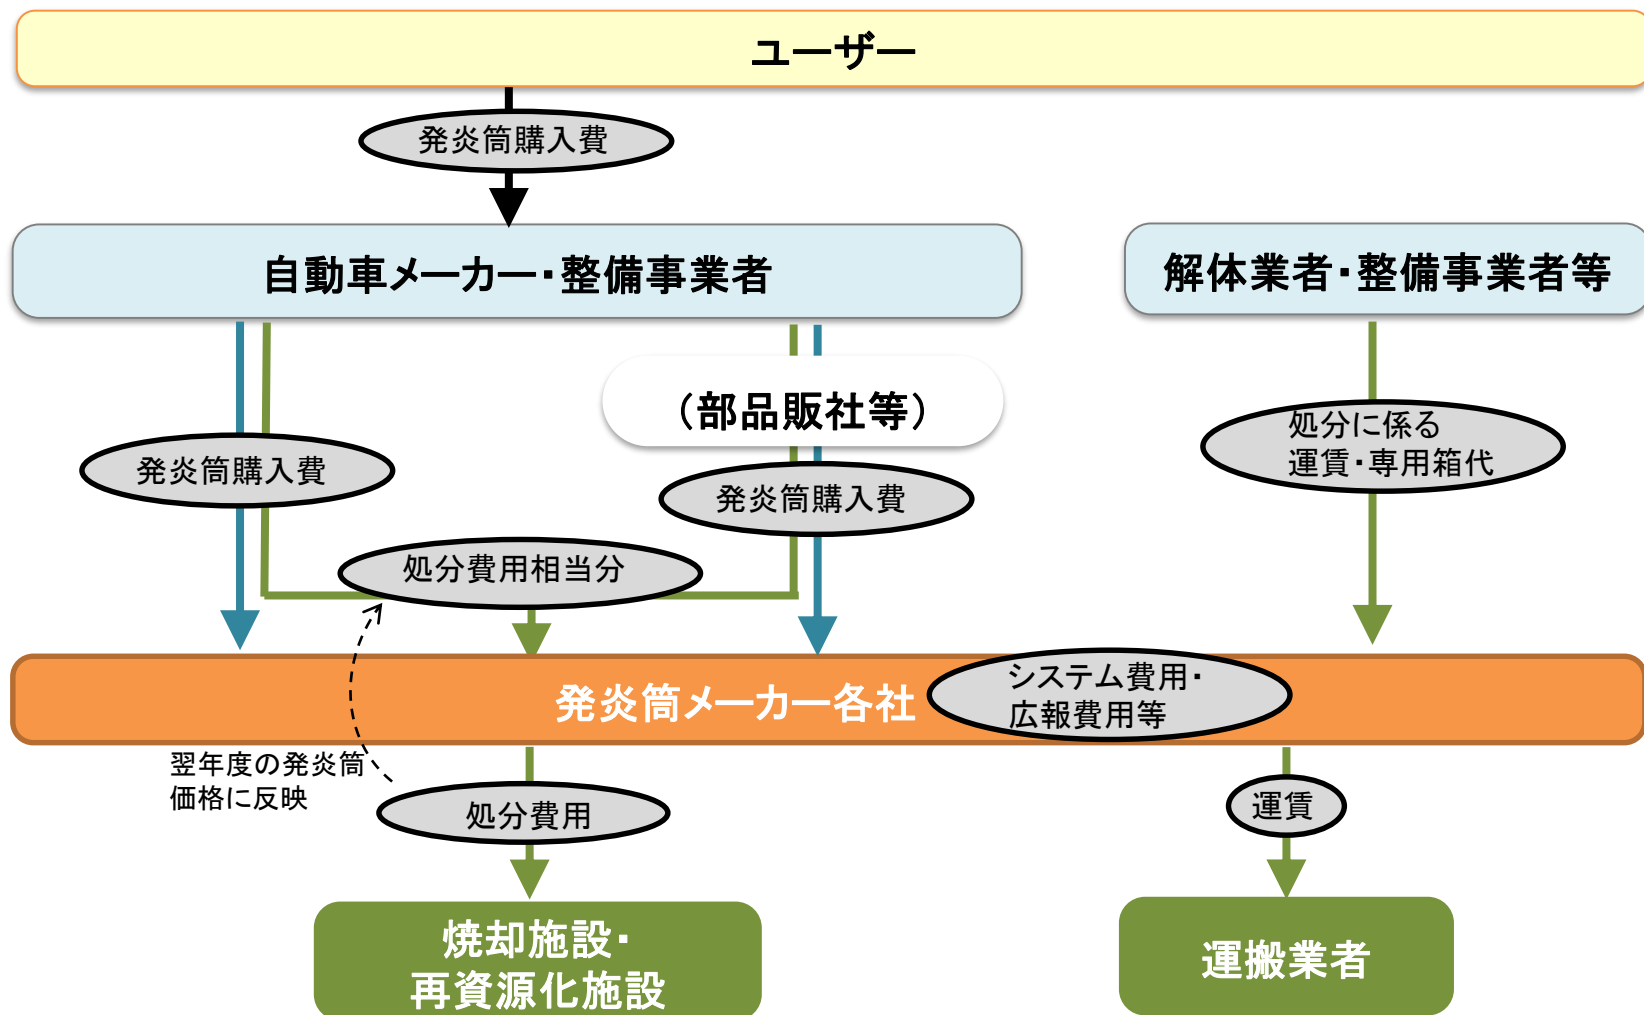 ユーザー
発炎筒購入費
自動車メーカー・整備事業者
解体業者・整備事業者等
（部品販社等）
処分に係る
運賃・専用箱代
発炎筒購入費
発炎筒購入費
処分費用相当分
発炎筒メーカー各社
システム費用・
広報費用等
翌年度の発炎筒
価格に反映
処分費用
運賃
焼却施設・
再資源化施設
運搬業者